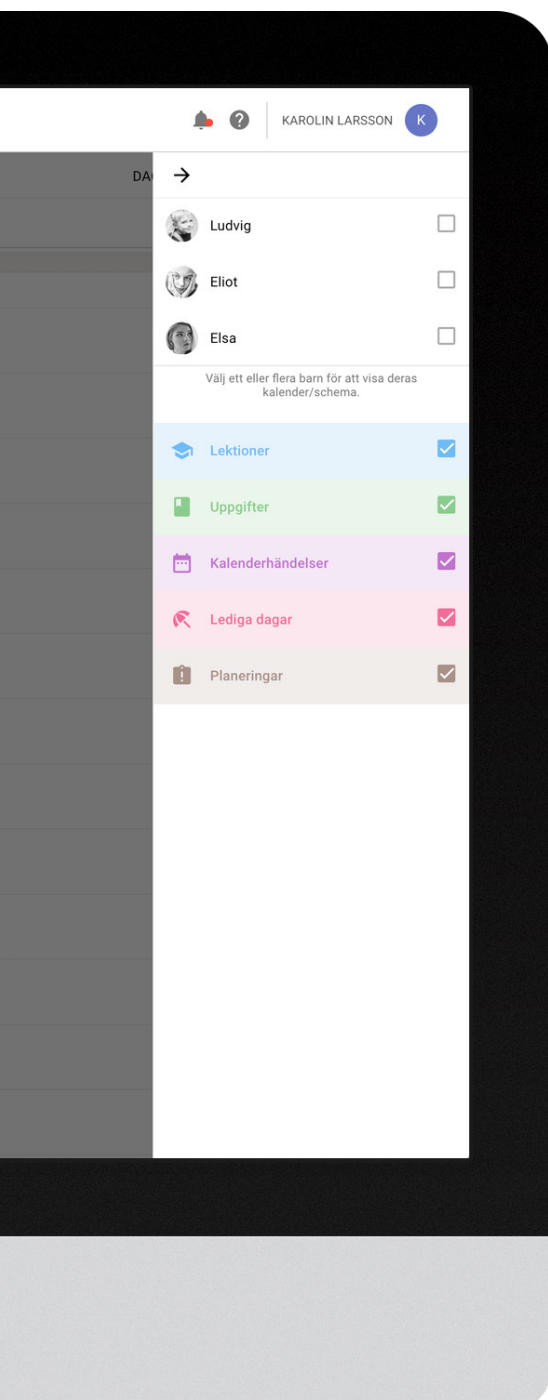 KAROLIN LARSSON
K
Ludvig
Eliot
Elsa
Välj ett eller flera barn för att visa deras
kalender/schema.
Lektioner
Uppgifter
Kalenderhändelser
Lediga dagar
Planeringar